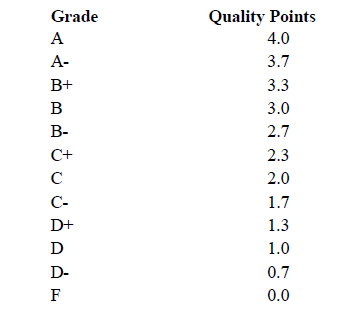 Grade Quality Points
A 4.0
A- 3.7
B+ 3.3
B 3.0
B- 2.7
C+ 2.3
C 2.0
C- 1.7
D+ 1.3
D 1.0
D- 0.7
F 0.0